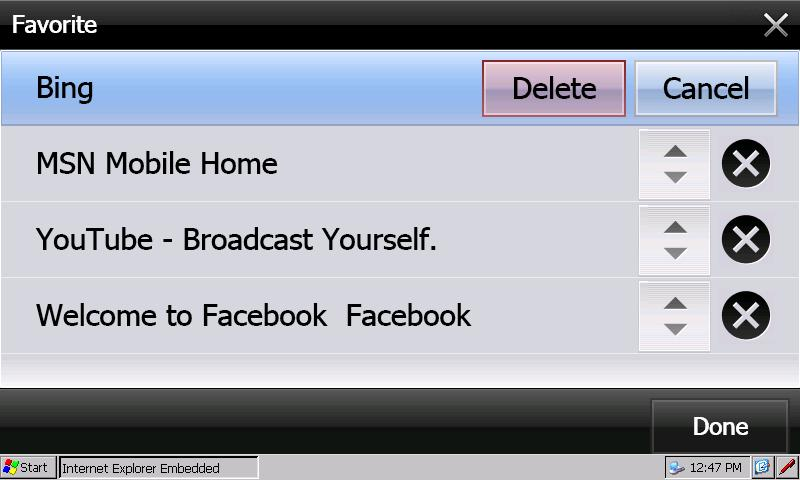 Favorite
Bing Delete Cancel
MSN Mobile Home
YouTube - Broadcast Yourself.
Welcome to Facebook  Facebook
Done
Start Internet Explorer Embedded 12:47 PM